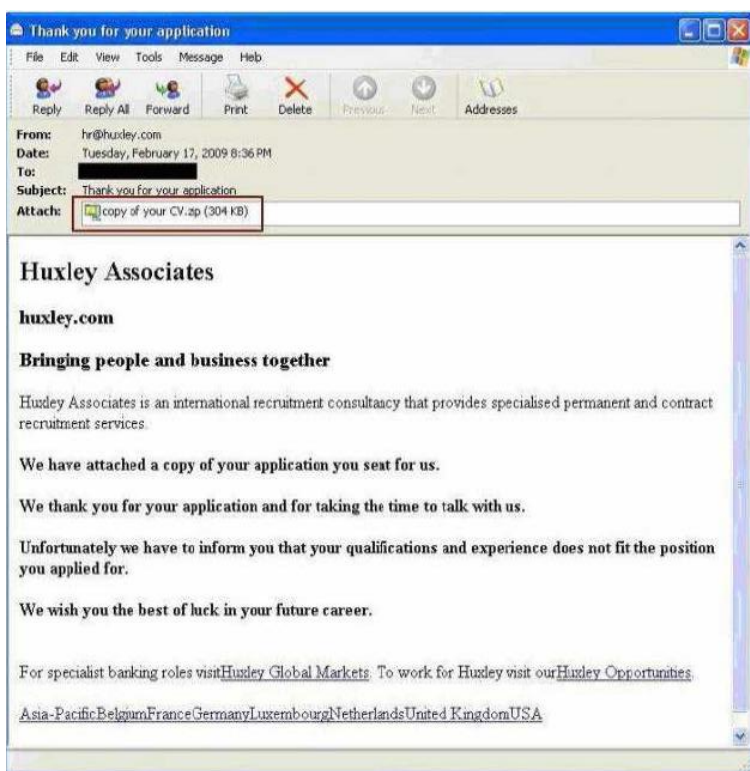 Thank you for your application
File Edit View Tools Message Help
Reply Reply All Forward Print Delete Previous Next Addresses
From: hr@huxley.com
Date: Tuesday, February 17, 2009 8:36 PM
To:
Subject: Thank you for your application
Attach: copy of your CV.zip (304 KB)
Huxley Associates
huxley.com
Bringing people and business together
Huxley Associates is an international recruitment consultancy that provides specialised permanent and contract
recruitment services.
We have attached a copy of your application you sent for us.
We thank you for your application and for taking the time to talk with us.
Unfortunately we have to inform you that your qualifications and experience does not fit the position
you applied for.
We wish you the best of luck in your future career.
For specialist banking roles visitHuxley Global Markets. To work for Huxley visit ourHuxley Opportunities.
Asia-PacificBelgiumFranceGermanyLuxembourgNetherlandsUnited KingdomUSA